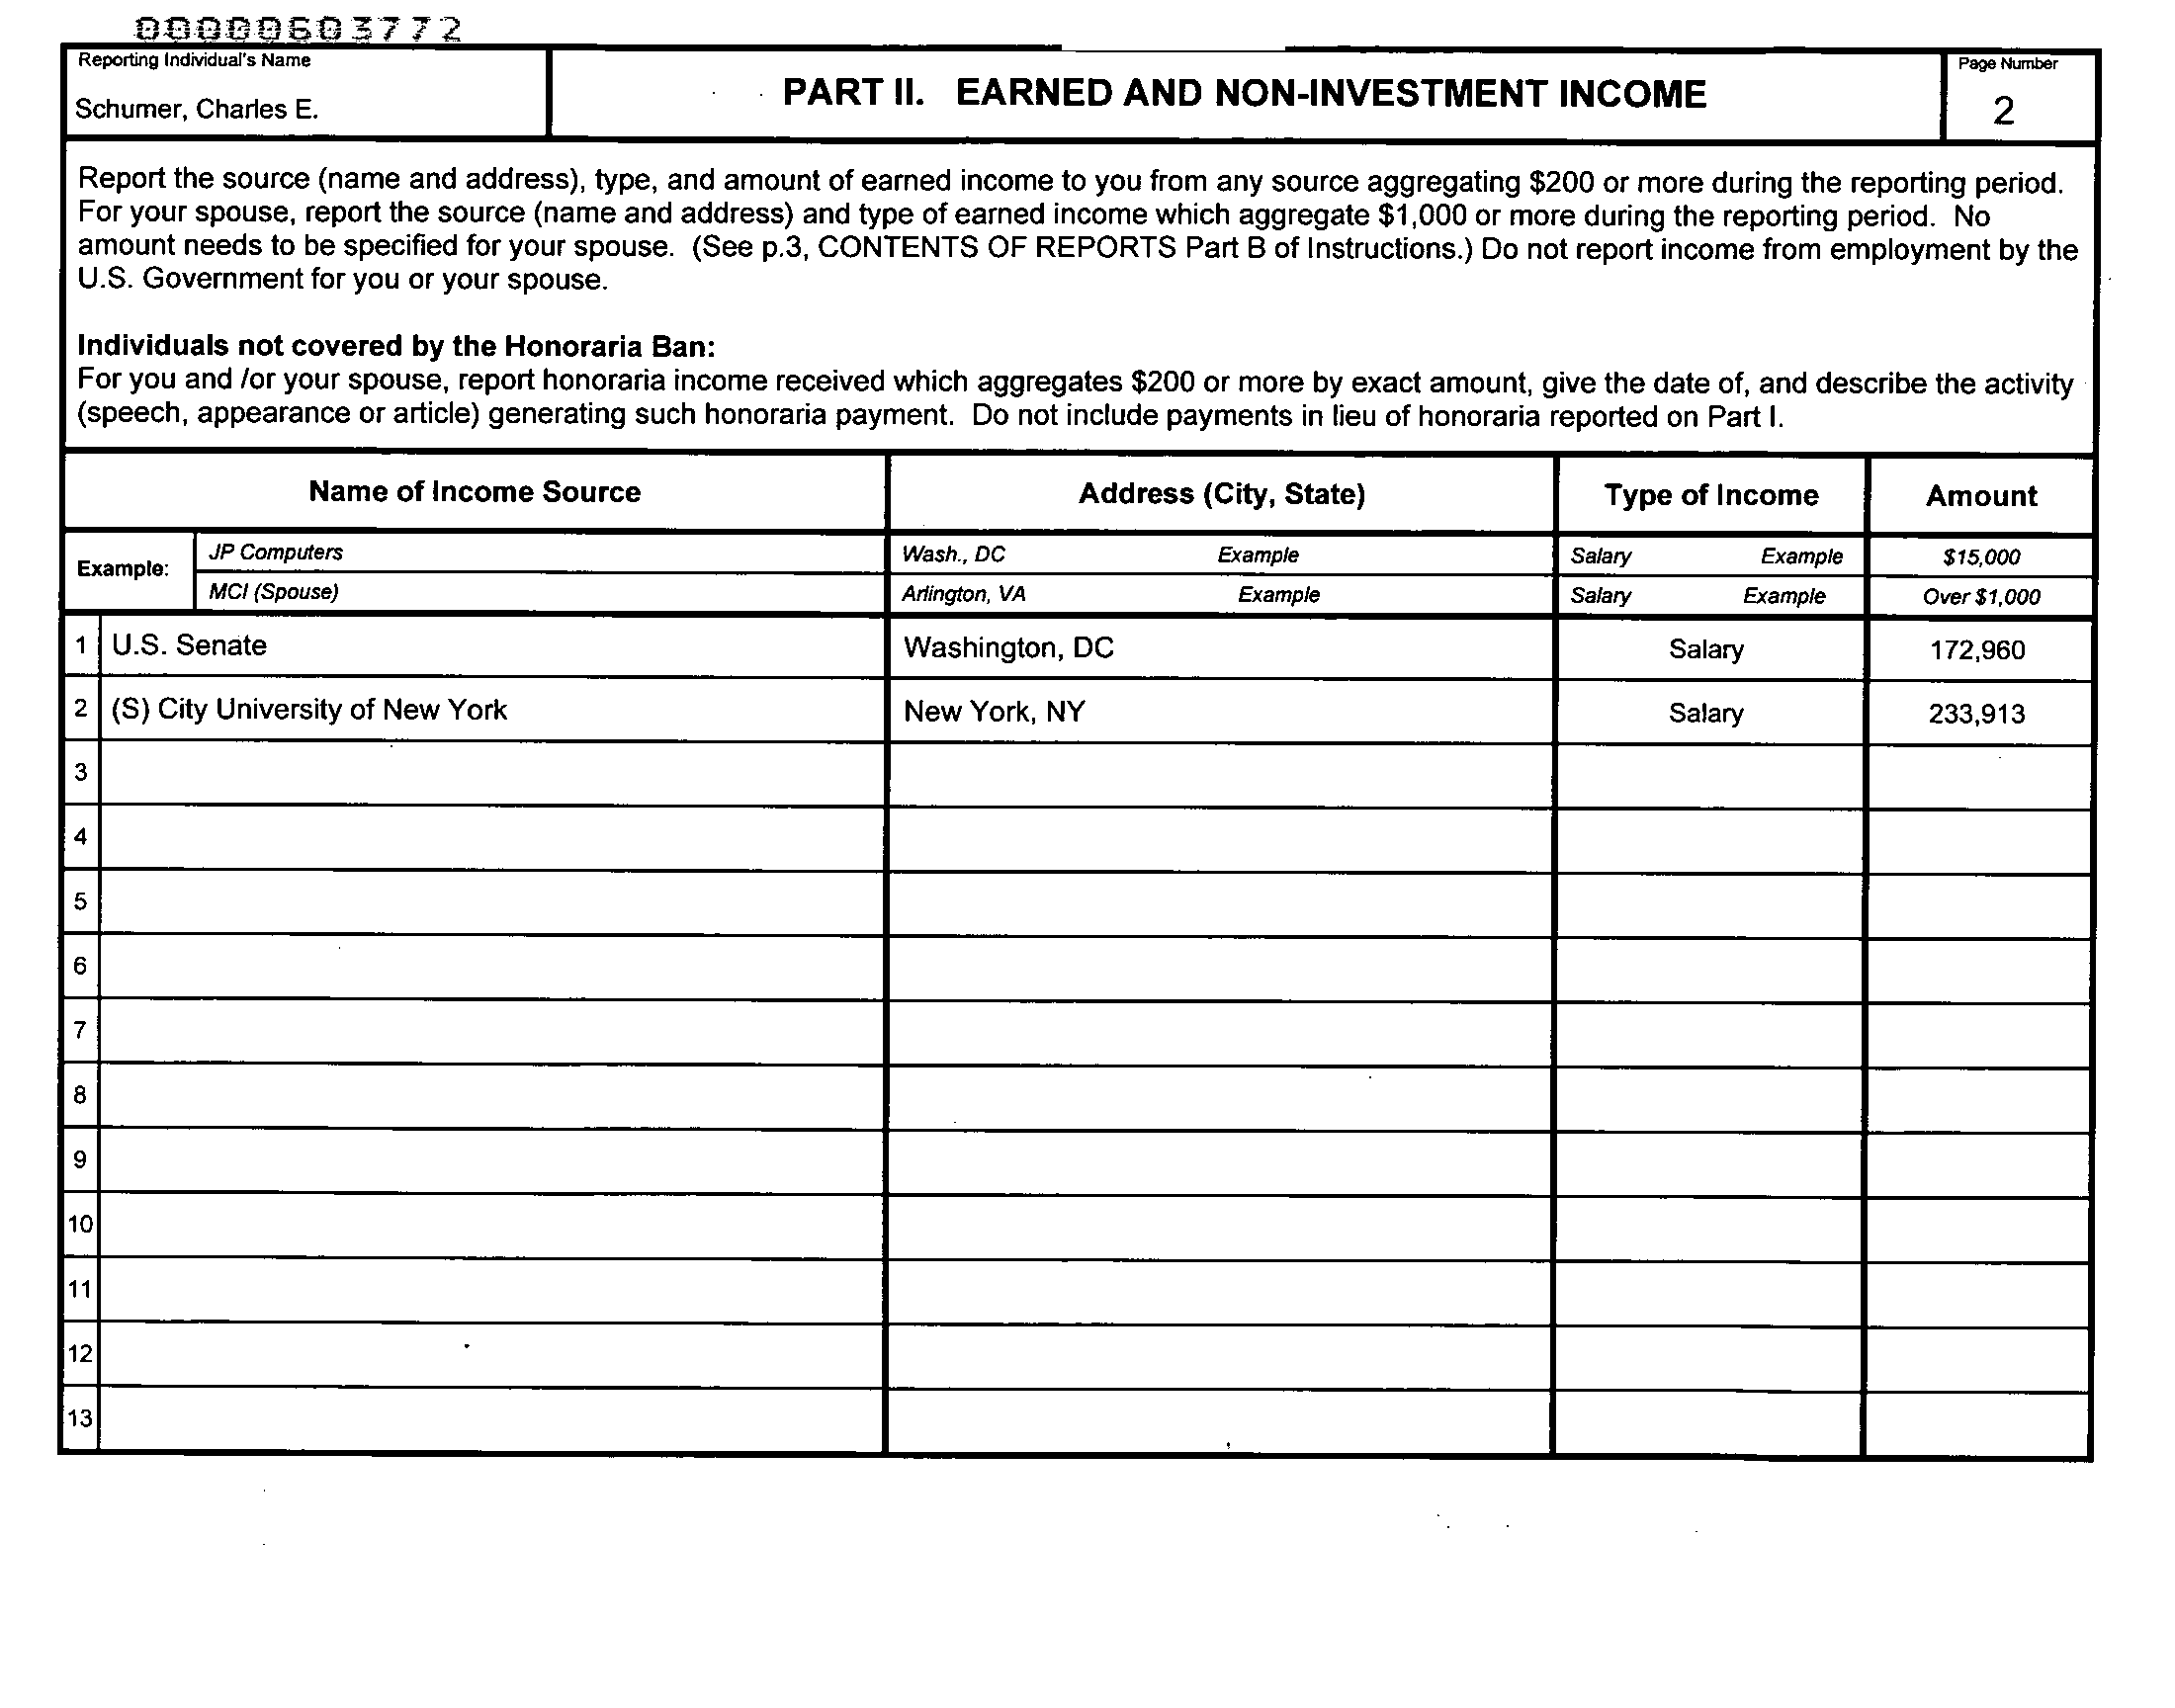 00000603772
Reporting Individual's Name
Schumer, Charles E.
PART II. EARNED AND NON-INVESTMENT INCOME
Page Number
2
Report the source (name and address), type, and amount of earned income to you from any source aggregating $200 or more during the reporting period.
For your spouse, report the source (name and address) and type of earned income which aggregate $1,000 or more during the reporting period. No
amount needs to be specified for your spouse. (See p.3, CONTENTS OF REPORTS Part B of Instructions.) Do not report income from employment by the
U.S. Government for you or your spouse.
Individuals not covered by the Honoraria Ban:
For you and /or your spouse, report honoraria income received which aggregates $200 or more by exact amount, give the date of, and describe the activity
(speech, appearance or article) generating such honoraria payment. Do not include payments in lieu of honoraria reported on Part I.
Name of Income Source Address (City, State) Type of Income Amount
Example:
JP Computers Wash., DC Example Salary Example $15,000
MCI (Spouse) Arlington, VA Example Salary Example Over $1,000
1 U.S. Senate Washington, DC Salary 172,960
2 (S) City University of New York New York, NY Salary 233,913
3
4
5
6
7
8
9
10
11
12
13